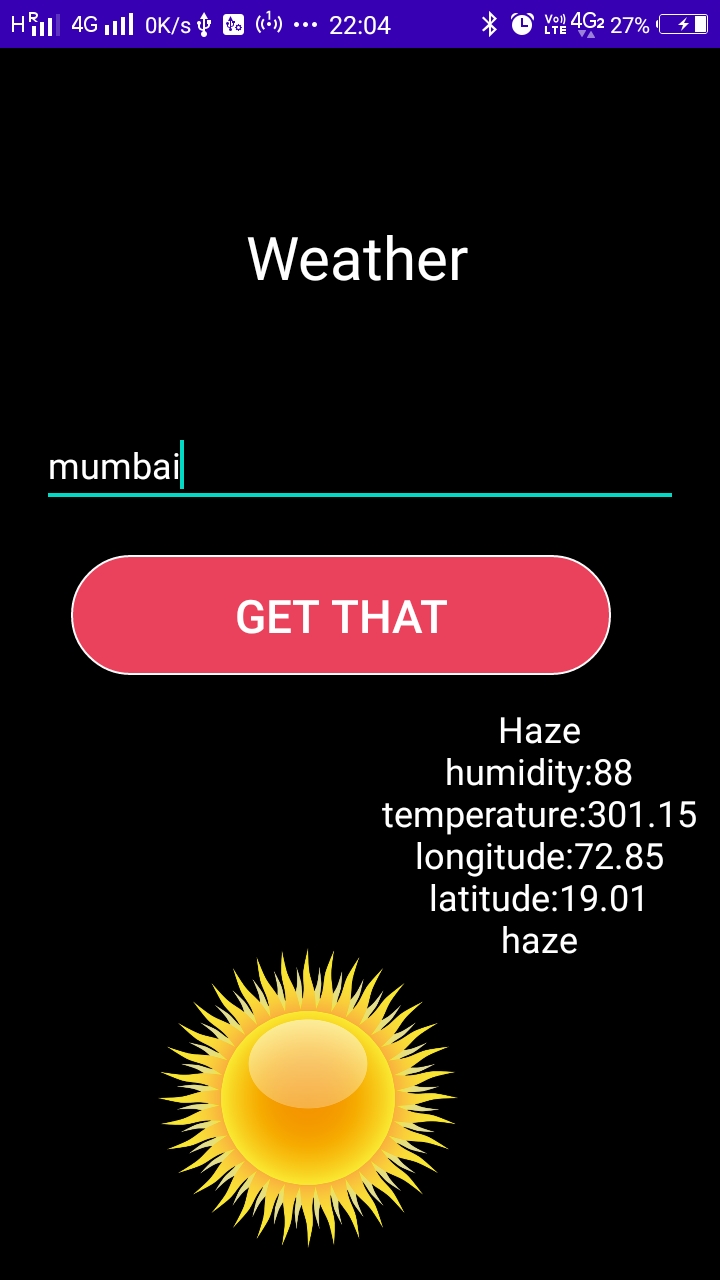 HR 4G 0K/s 22:04 Vo)) LTE 4G2 27%
Weather
mumbai
GET THAT
Haze
humidity:88
temperature:301.15
longitude:72.85
latitude:19.01
haze